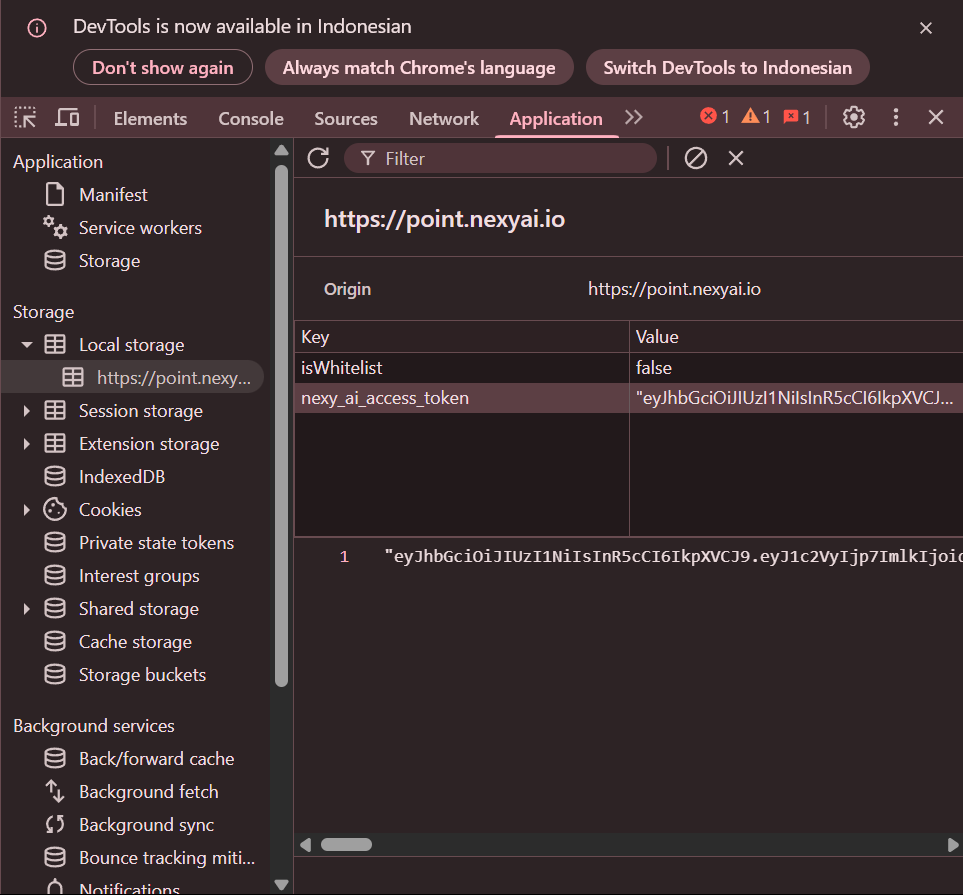 DevTools is now available in Indonesian
Don't show again
Always match Chrome's language
Switch DevTools to Indonesian
Elements
Console
Sources
Network
Application
1
1
1
Application
Manifest
Service workers
Storage
Storage
Local storage
https://point.nexy...
Session storage
Extension storage
IndexedDB
Cookies
Private state tokens
Interest groups
Shared storage
Cache storage
Storage buckets
Background services
Back/forward cache
Background fetch
Background sync
Bounce tracking miti...
Notifications
Filter
https://point.nexyai.io
Origin https://point.nexyai.io
Key Value
isWhitelist false
nexy_ai_access_token "eyJhbGciOiJIUzI1NiIsInR5cCI6IkpXVCJ...
1 "eyJhbGciOiJIUzI1NiIsInR5cCI6IkpXVCJ9.eyJ1c2VyIjp7ImlkIjoic